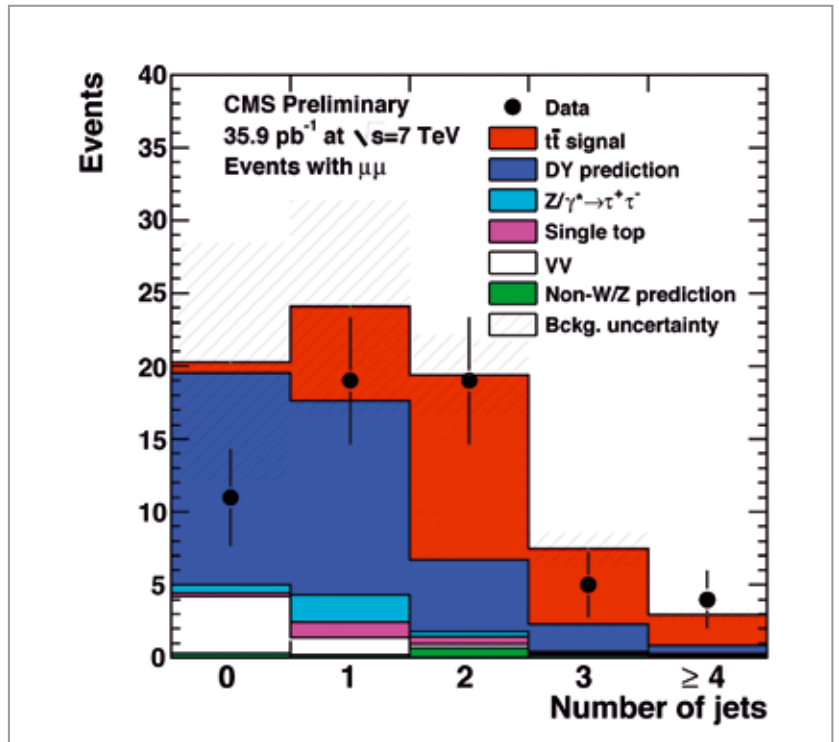 40
35
30
25
20
15
10
5
0
Events
CMS Preliminary
35.9 pb⁻¹ at √s=7 TeV
Events with μμ
Data
tt̄ signal
DY prediction
Z/γ*→τ⁺τ⁻
Single top
VV
Non-W/Z prediction
Bckg. uncertainty
0 1 2 3 ≥ 4
Number of jets